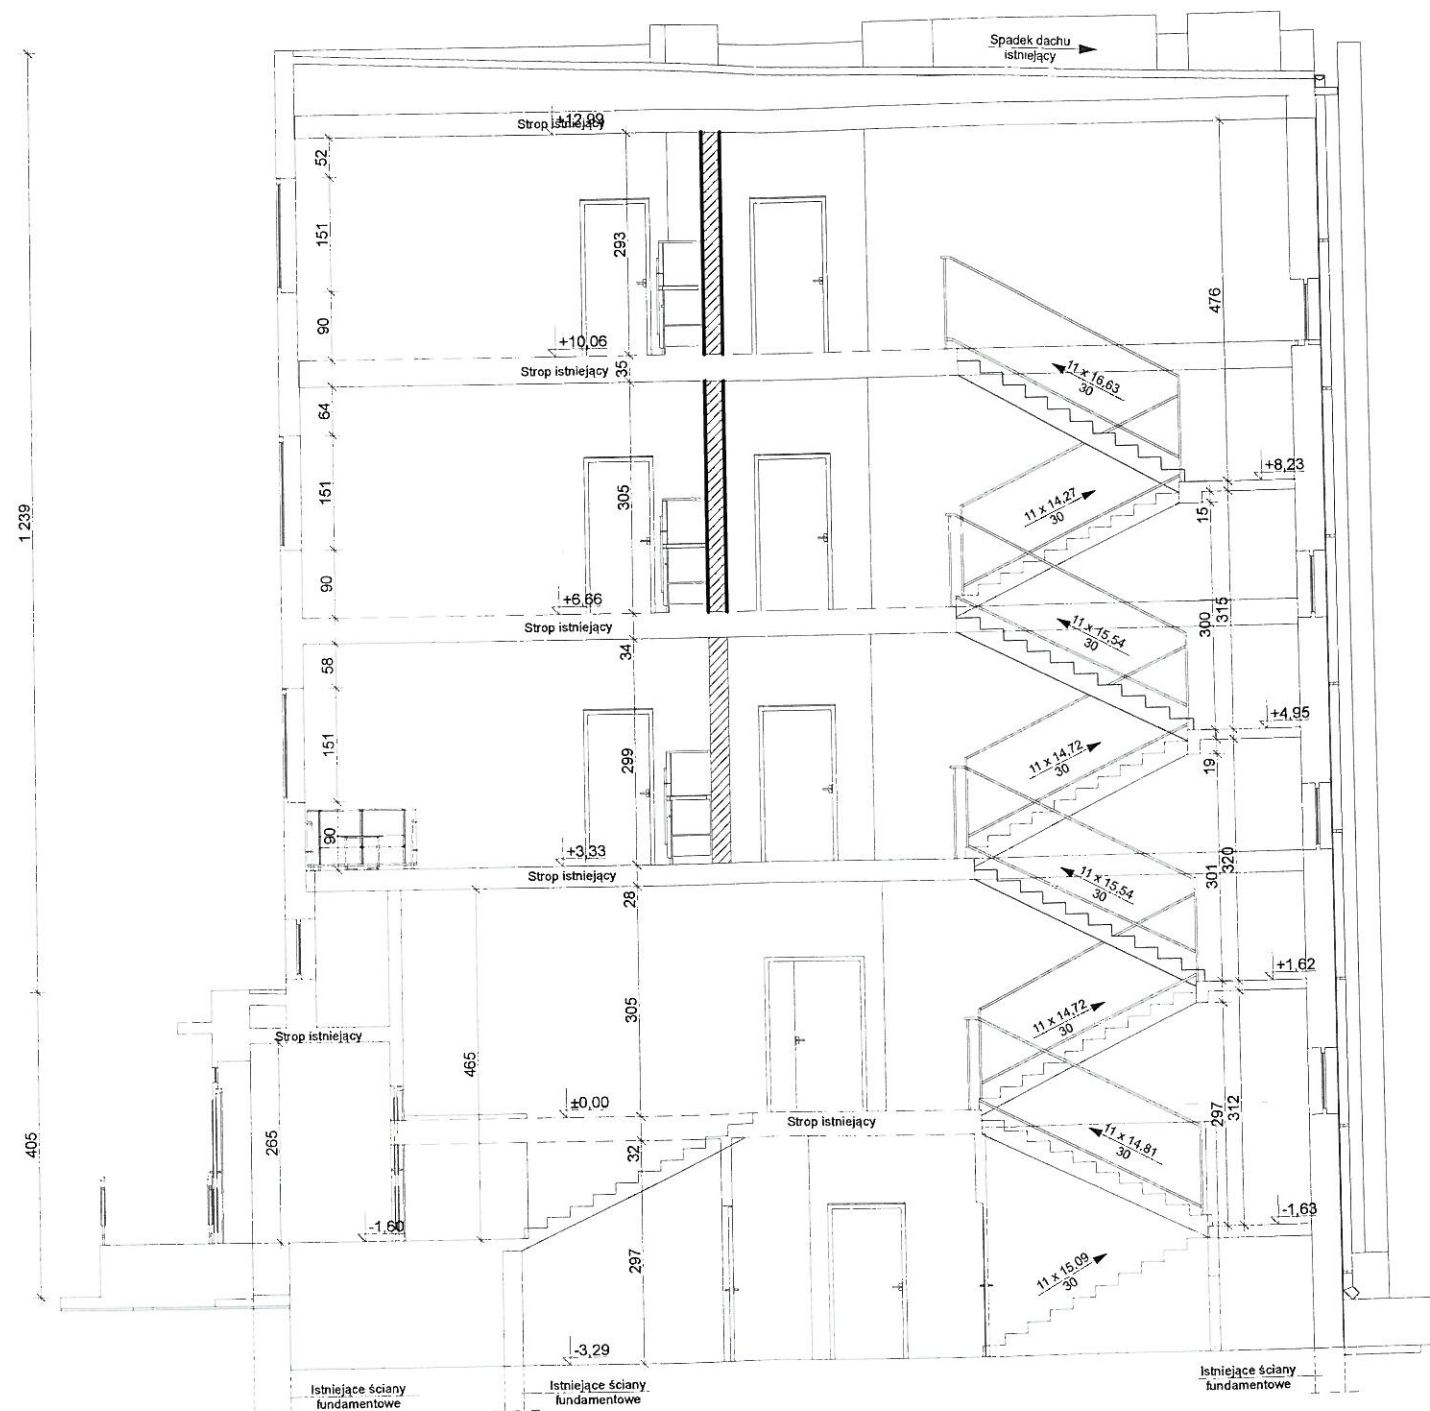 Spadek dachu
istniejący
Strop istniejący
+12,99
52
151
293
90
476
+10,06
Strop istniejący
35
11 x 16,63
30
64
+8,23
151
305
11 x 14,27
30
15
1 239
90
+6,66
Strop istniejący
34
11 x 15,54
30
300
315
58
+4,95
151
299
11 x 14,72
30
19
90
+3,33
Strop istniejący
28
11 x 15,54
30
301
320
+1,62
305
11 x 14,72
30
Strop istniejący
465
±0,00
Strop istniejący
297
312
405
265
32
11 x 14,81
30
-1,60
-1,63
297
11 x 15,09
30
-3,29
Istniejące ściany
fundamentowe
Istniejące ściany
fundamentowe
Istniejące ściany
fundamentowe